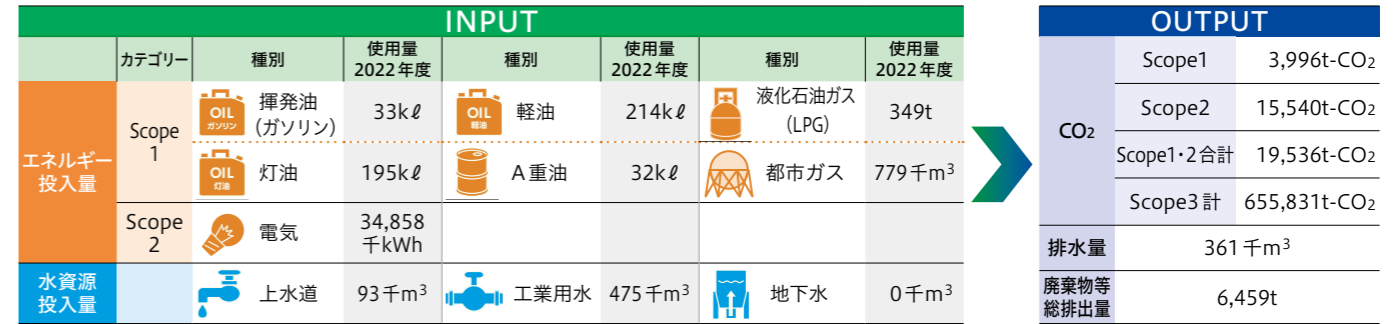 INPUT
カテゴリー 種別 使用量 2022年度 種別 使用量 2022年度 種別 使用量 2022年度
エネルギー
投入量
Scope
1
OIL
ガソリン
揮発油
(ガソリン)
33kℓ
OIL
軽油
軽油
214kℓ
液化石油ガス
(LPG)
349t
OIL
灯油
灯油
195kℓ
A重油
32kℓ
都市ガス
779千m³
Scope
2
電気
34,858
千kWh
水資源
投入量
上水道
93千m³
工業用水
475千m³
地下水
0千m³
OUTPUT
CO₂
Scope1 3,996t-CO₂
Scope2 15,540t-CO₂
Scope1・2合計 19,536t-CO₂
Scope3計 655,831t-CO₂
排水量 361千m³
廃棄物等
総排出量
6,459t